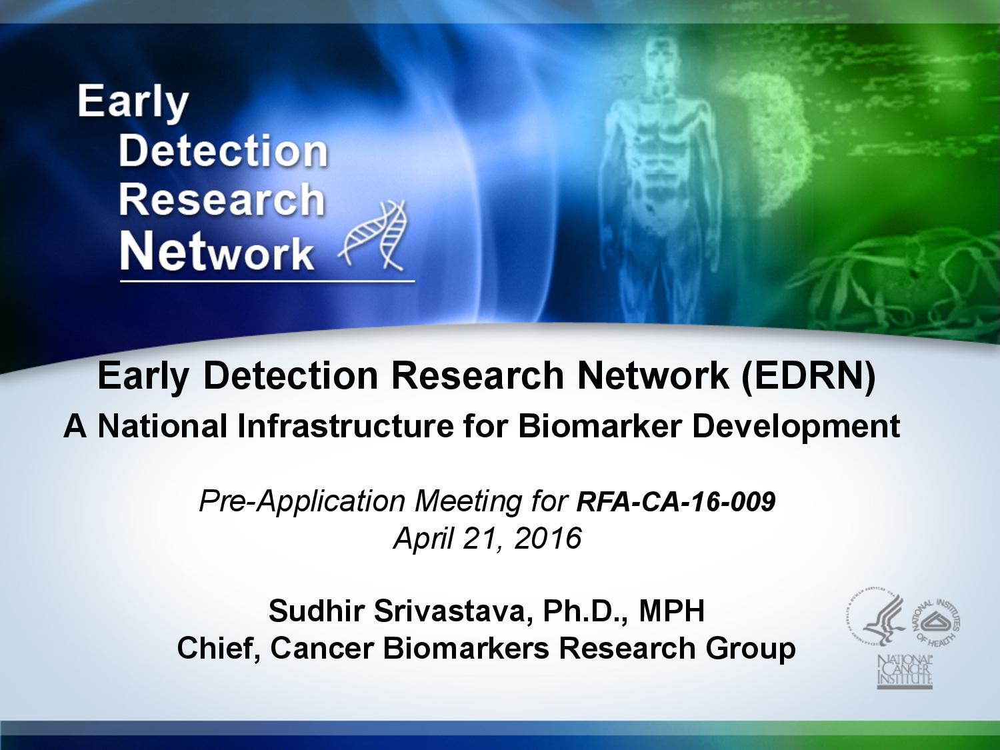 Early
Detection
Research
Network
Early Detection Research Network (EDRN)
A National Infrastructure for Biomarker Development
Pre-Application Meeting for RFA-CA-16-009
April 21, 2016
Sudhir Srivastava, Ph.D., MPH
Chief, Cancer Biomarkers Research Group
NATIONAL INSTITUTES
OF HEALTH
NATIONAL
CANCER
INSTITUTE